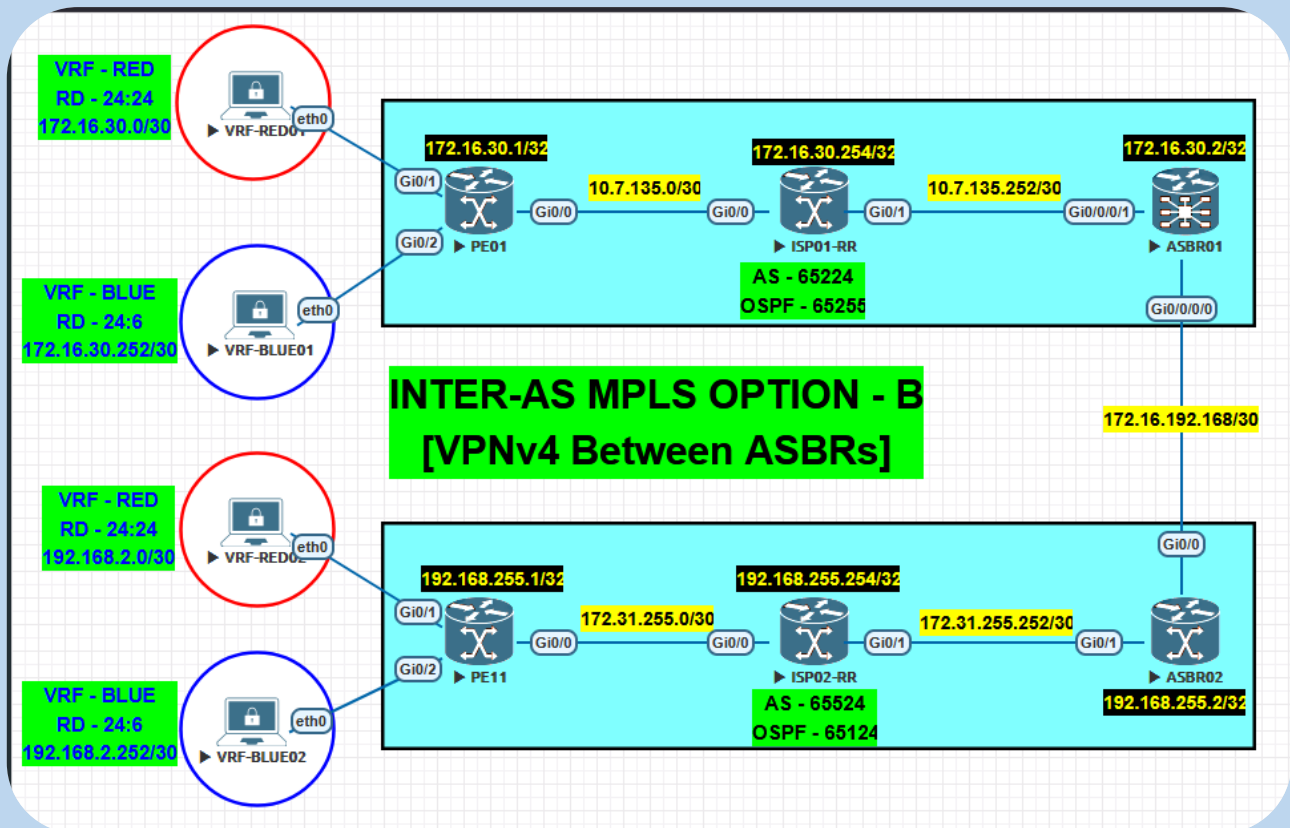 VRF - RED
RD - 24:24
172.16.30.0/30
VRF-RED01
eth0
Gi0/1
172.16.30.1/32
PE01
Gi0/0
10.7.135.0/30
Gi0/0
172.16.30.254/32
ISP01-RR
Gi0/1
10.7.135.252/30
Gi0/0/0/1
172.16.30.2/32
ASBR01
Gi0/2
AS - 65224
OSPF - 65255
VRF - BLUE
RD - 24:6
172.16.30.252/30
VRF-BLUE01
eth0
Gi0/0/0/0
INTER-AS MPLS OPTION - B
[VPNv4 Between ASBRs]
172.16.192.168/30
VRF - RED
RD - 24:24
192.168.2.0/30
VRF-RED02
eth0
Gi0/0
192.168.255.1/32
192.168.255.254/32
Gi0/1
PE11
Gi0/0
172.31.255.0/30
Gi0/0
ISP02-RR
Gi0/1
172.31.255.252/30
Gi0/1
ASBR02
192.168.255.2/32
Gi0/2
AS - 65524
OSPF - 65124
VRF - BLUE
RD - 24:6
192.168.2.252/30
VRF-BLUE02
eth0